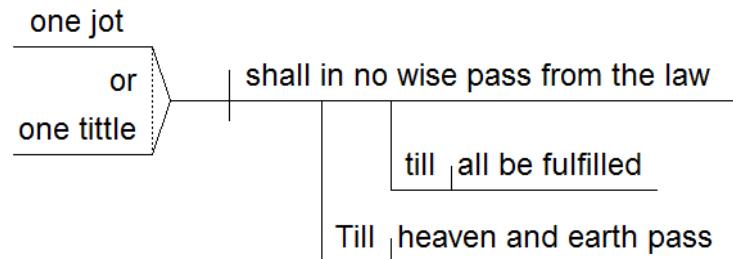 one jot
or
one tittle
shall in no wise pass from the law
till all be fulfilled
Till heaven and earth pass